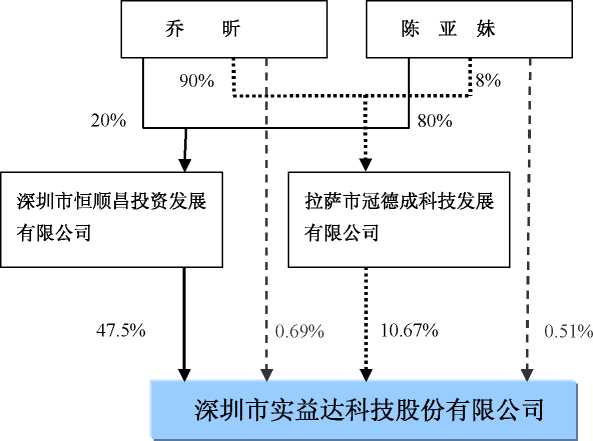 乔 昕
陈 亚 妹
90%
8%
20%
80%
深圳市恒顺昌投资发展
有限公司
拉萨市冠德成科技发展
有限公司
47.5%
0.69%
10.67%
0.51%
深圳市实益达科技股份有限公司